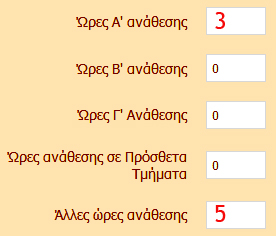 Ώρες Α' ανάθεσης 3
Ώρες Β' ανάθεσης 0
Ώρες Γ' Ανάθεσης 0
Ώρες ανάθεσης σε Πρόσθετα
Τμήματα 0
Άλλες ώρες ανάθεσης 5